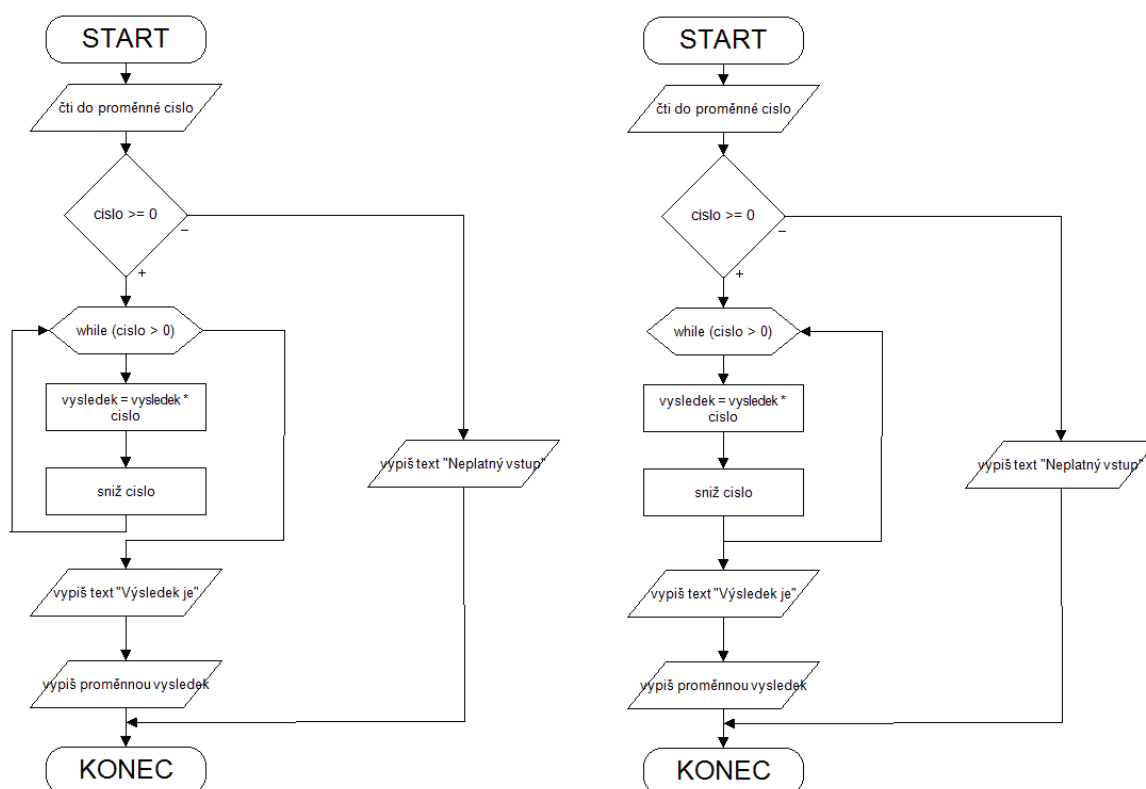 START
čti do proměnné cislo
cislo >= 0
–
+
while (cislo > 0)
vysledek = vysledek *
cislo
sniž cislo
vypiš text "Neplatný vstup"
vypiš text "Výsledek je"
vypiš proměnnou vysledek
KONEC
START
čti do proměnné cislo
cislo >= 0
–
+
while (cislo > 0)
vysledek = vysledek *
cislo
sniž cislo
vypiš text "Neplatný vstup"
vypiš text "Výsledek je"
vypiš proměnnou vysledek
KONEC